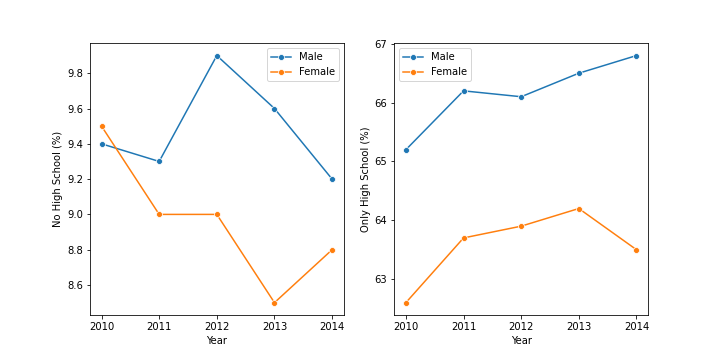 Male
Female
9.8
9.6
9.4
9.2
9.0
8.8
8.6
No High School (%)
2010 2011 2012 2013 2014
Year
Male
Female
67
66
65
64
63
Only High School (%)
2010 2011 2012 2013 2014
Year